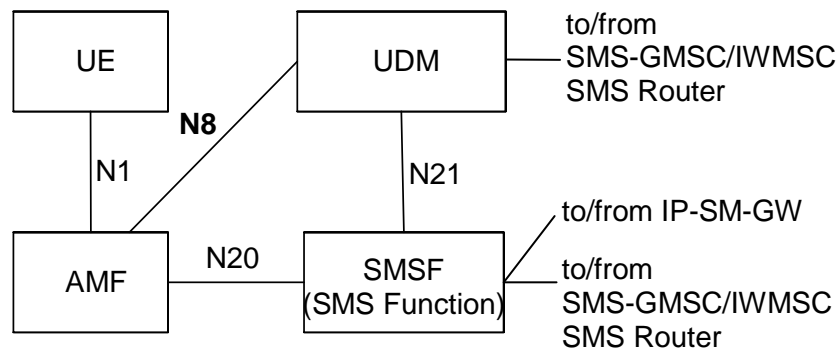 UE
UDM
to/from
SMS-GMSC/IWMSC
SMS Router
N8
N1
N21
to/from IP-SM-GW
AMF
N20
SMSF
(SMS Function)
to/from
SMS-GMSC/IWMSC
SMS Router